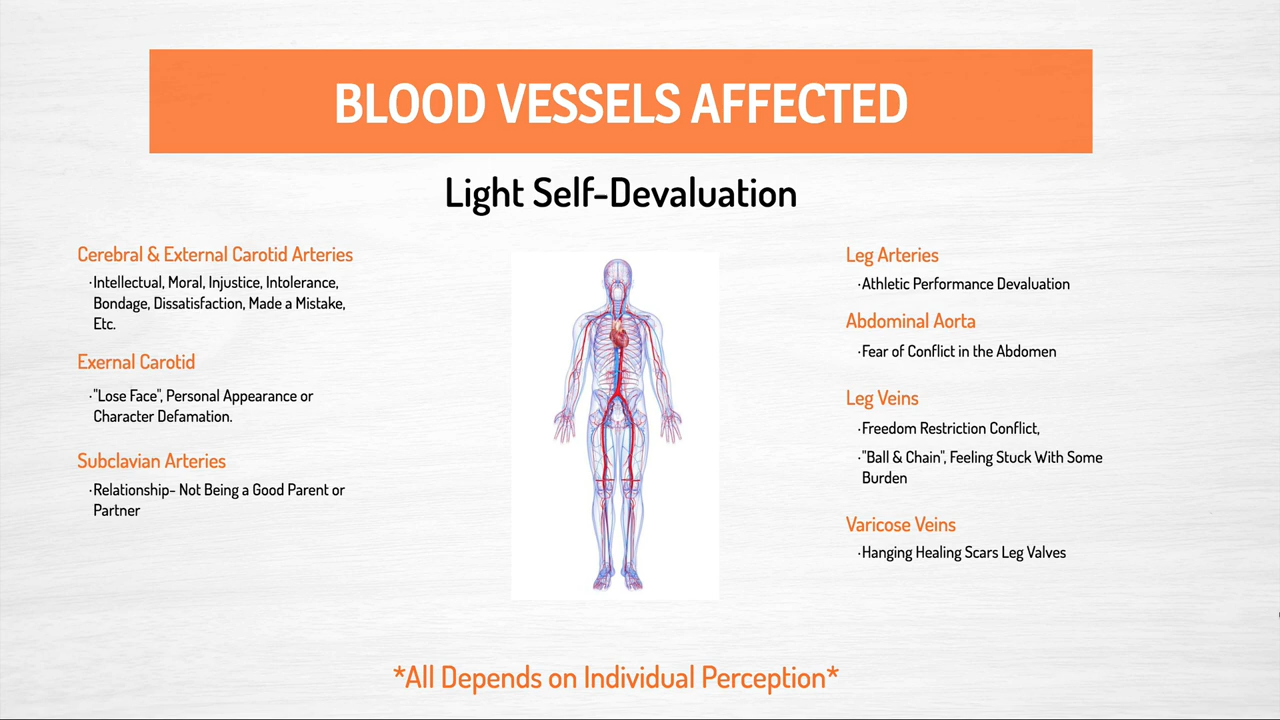 BLOOD VESSELS AFFECTED
Light Self-Devaluation
Cerebral & External Carotid Arteries
·Intellectual, Moral, Injustice, Intolerance,
Bondage, Dissatisfaction, Made a Mistake,
Etc.
Exernal Carotid
·"Lose Face", Personal Appearance or
Character Defamation.
Subclavian Arteries
·Relationship- Not Being a Good Parent or
Partner
Leg Arteries
·Athletic Performance Devaluation
Abdominal Aorta
·Fear of Conflict in the Abdomen
Leg Veins
·Freedom Restriction Conflict,
·"Ball & Chain", Feeling Stuck With Some
Burden
Varicose Veins
·Hanging Healing Scars Leg Valves
*All Depends on Individual Perception*